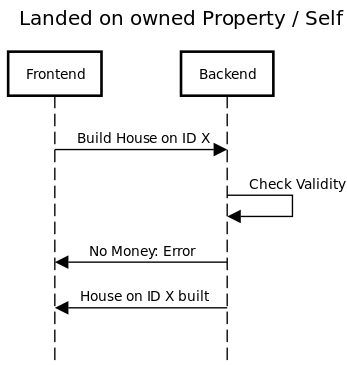 Landed on owned Property / Self
Frontend
Backend
Build House on ID X
Check Validity
No Money: Error
House on ID X built